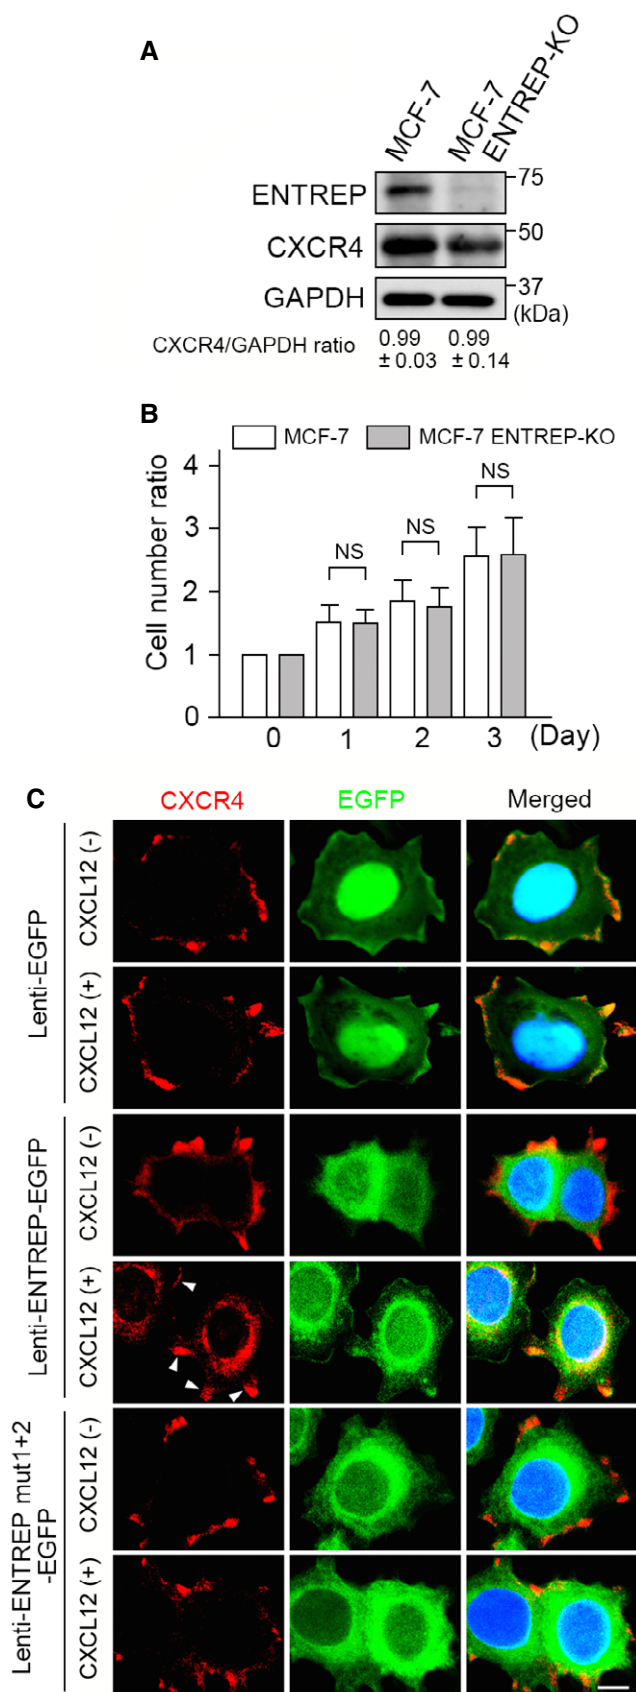 A
MCF-7
MCF-7
ENTREP-KO
ENTREP
75
CXCR4
50
GAPDH
37
(kDa)
CXCR4/GAPDH ratio
0.99
± 0.03
0.99
± 0.14
B
MCF-7
MCF-7 ENTREP-KO
Cell number ratio
4
3
2
1
0
NS
NS
NS
0
1
2
3
(Day)
C
CXCR4
EGFP
Merged
Lenti-EGFP
CXCL12 (-)
CXCL12 (+)
Lenti-ENTREP-EGFP
CXCL12 (-)
CXCL12 (+)
Lenti-ENTREP mut1+2
-EGFP
CXCL12 (-)
CXCL12 (+)